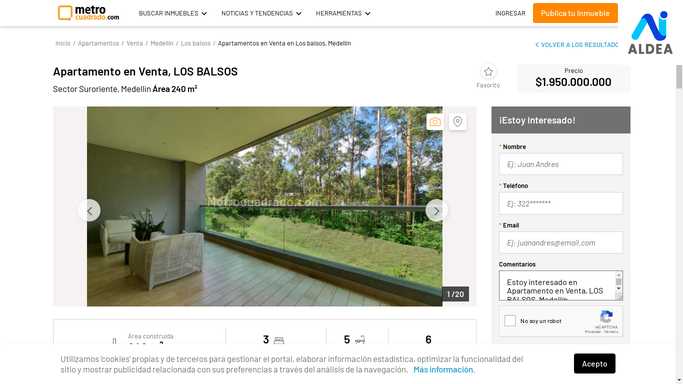 metro
cuadrado.com
BUSCAR INMUEBLES
NOTICIAS Y TENDENCIAS
HERRAMIENTAS
INGRESAR
Publica tu Inmueble
ALDEA
Inicio / Apartamentos / Venta / Medellín / Los balsos / Apartamentos en Venta en Los balsos, Medellín
< VOLVER A LOS RESULTADO
Apartamento en Venta, LOS BALSOS
Sector Suroriente, Medellín Área 240 m²
Favorito
Precio
$1.950.000.000
¡Estoy Interesado!
* Nombre
Ej: Juan Andres
* Teléfono
Ej: 322*******
* Email
Ej: juanandres@email.com
Comentarios
Estoy interesado en
Apartamento en Venta, LOS
BALSOS, Medellín
Metrocuadrado.com
1 / 20
No soy un robot
reCAPTCHA
Privacidad - Términos
Área construida
3
5
6
Utilizamos 'cookies' propias y de terceros para gestionar el portal, elaborar información estadística, optimizar la funcionalidad del
sitio y mostrar publicidad relacionada con sus preferencias a través del análisis de la navegación. Más información.
Acepto